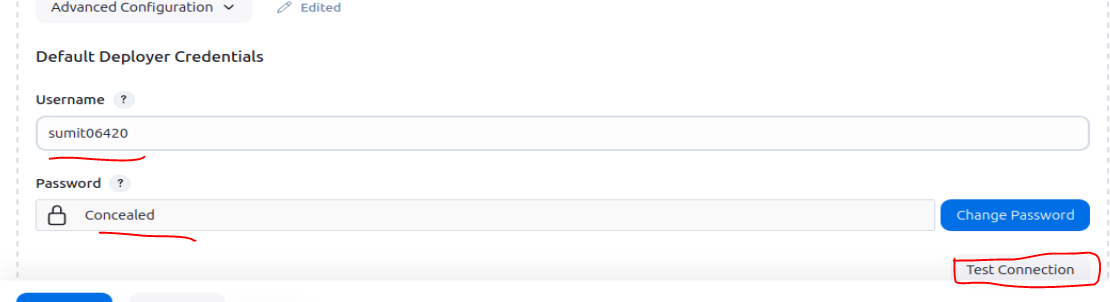 Advanced Configuration
Edited
Default Deployer Credentials
Username ?
sumit06420
Password ?
Concealed
Change Password
Test Connection